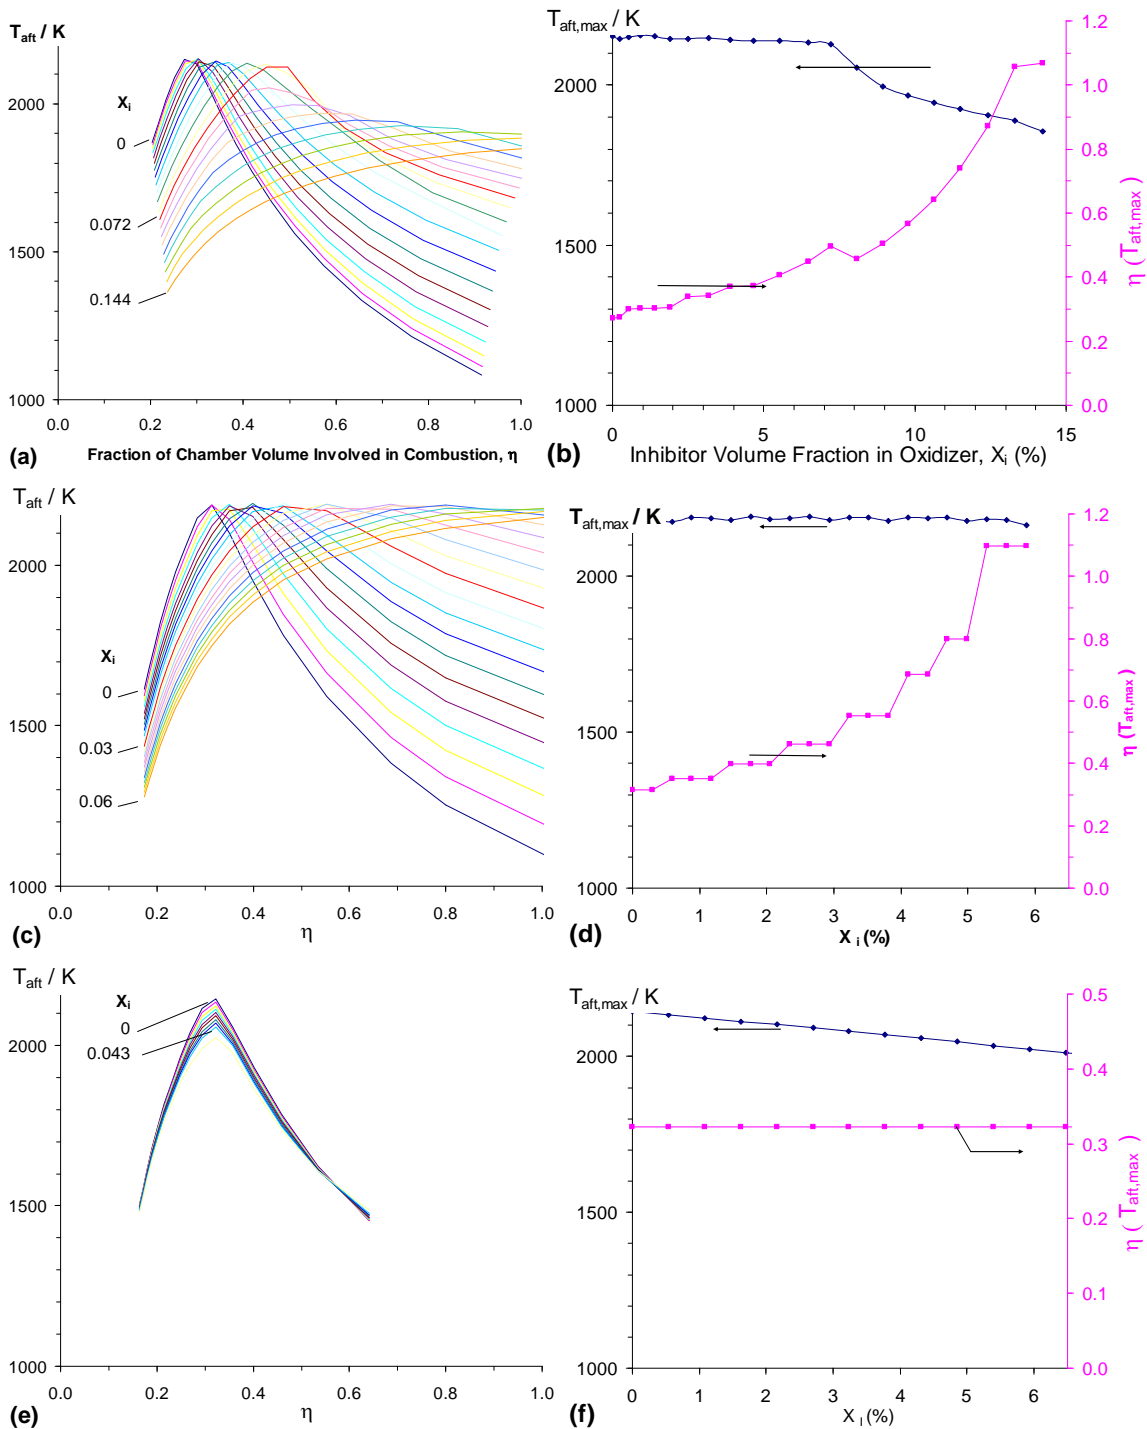 T_aft / K
2000
1500
1000
X_i
0
0.072
0.144
0.0 0.2 0.4 0.6 0.8 1.0
(a) Fraction of Chamber Volume Involved in Combustion, η
T_aft,max / K
2000
1500
1000
1.2
1.0
0.8
0.6
0.4
0.2
0.0
η ( T_aft,max)
0 5 10 15
(b) Inhibitor Volume Fraction in Oxidizer, X_i (%)
T_aft / K
2000
1500
1000
X_i
0
0.03
0.06
0.0 0.2 0.4 0.6 0.8 1.0
(c) η
T_aft,max / K
2000
1500
1000
1.2
1.0
0.8
0.6
0.4
0.2
0.0
η (T_aft,max)
0 1 2 3 4 5 6
(d) X_i (%)
T_aft / K
2000
1500
1000
X_i
0
0.043
0.0 0.2 0.4 0.6 0.8 1.0
(e) η
T_aft,max / K
2000
1500
1000
0.5
0.4
0.3
0.2
0.1
0.0
η ( T_aft,max)
0 1 2 3 4 5 6
(f) X_I (%)